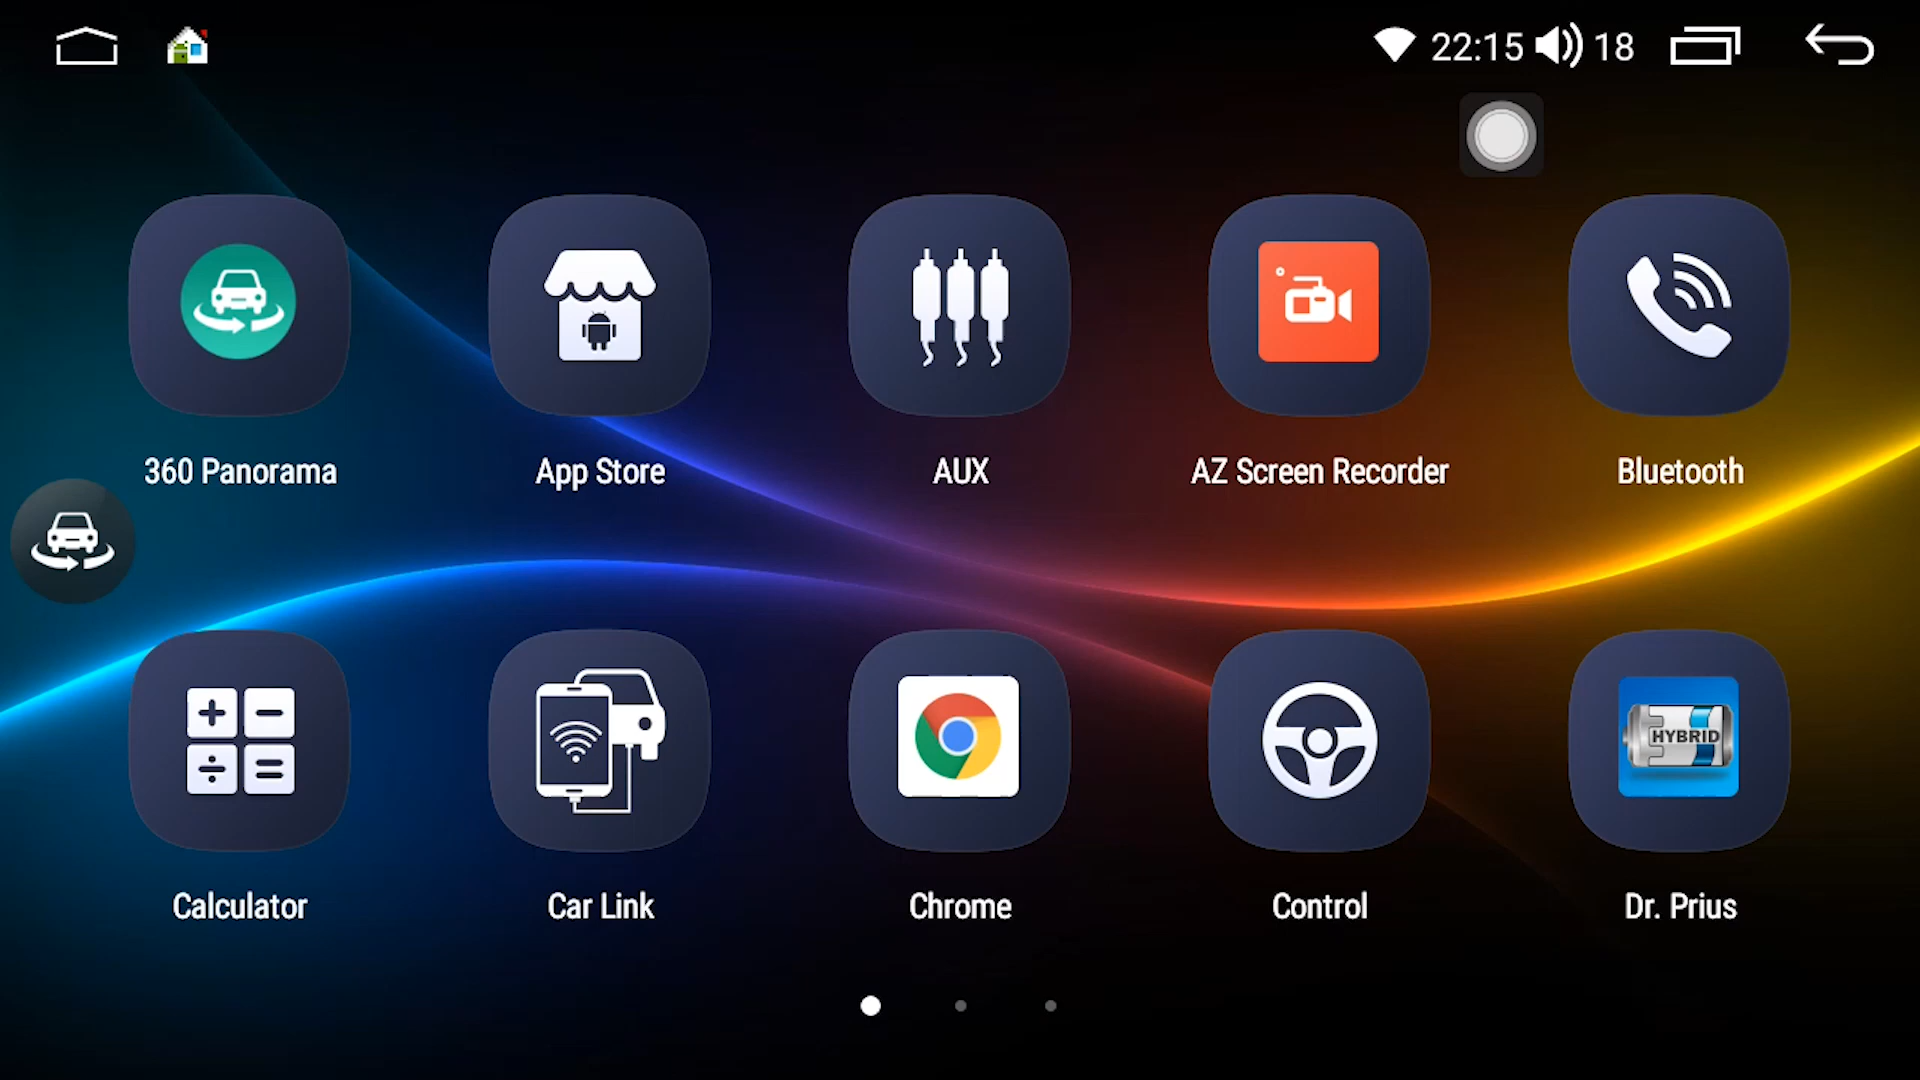 22:15 18
360 Panorama
App Store
AUX
AZ Screen Recorder
Bluetooth
HYBRID
Calculator
Car Link
Chrome
Control
Dr. Prius